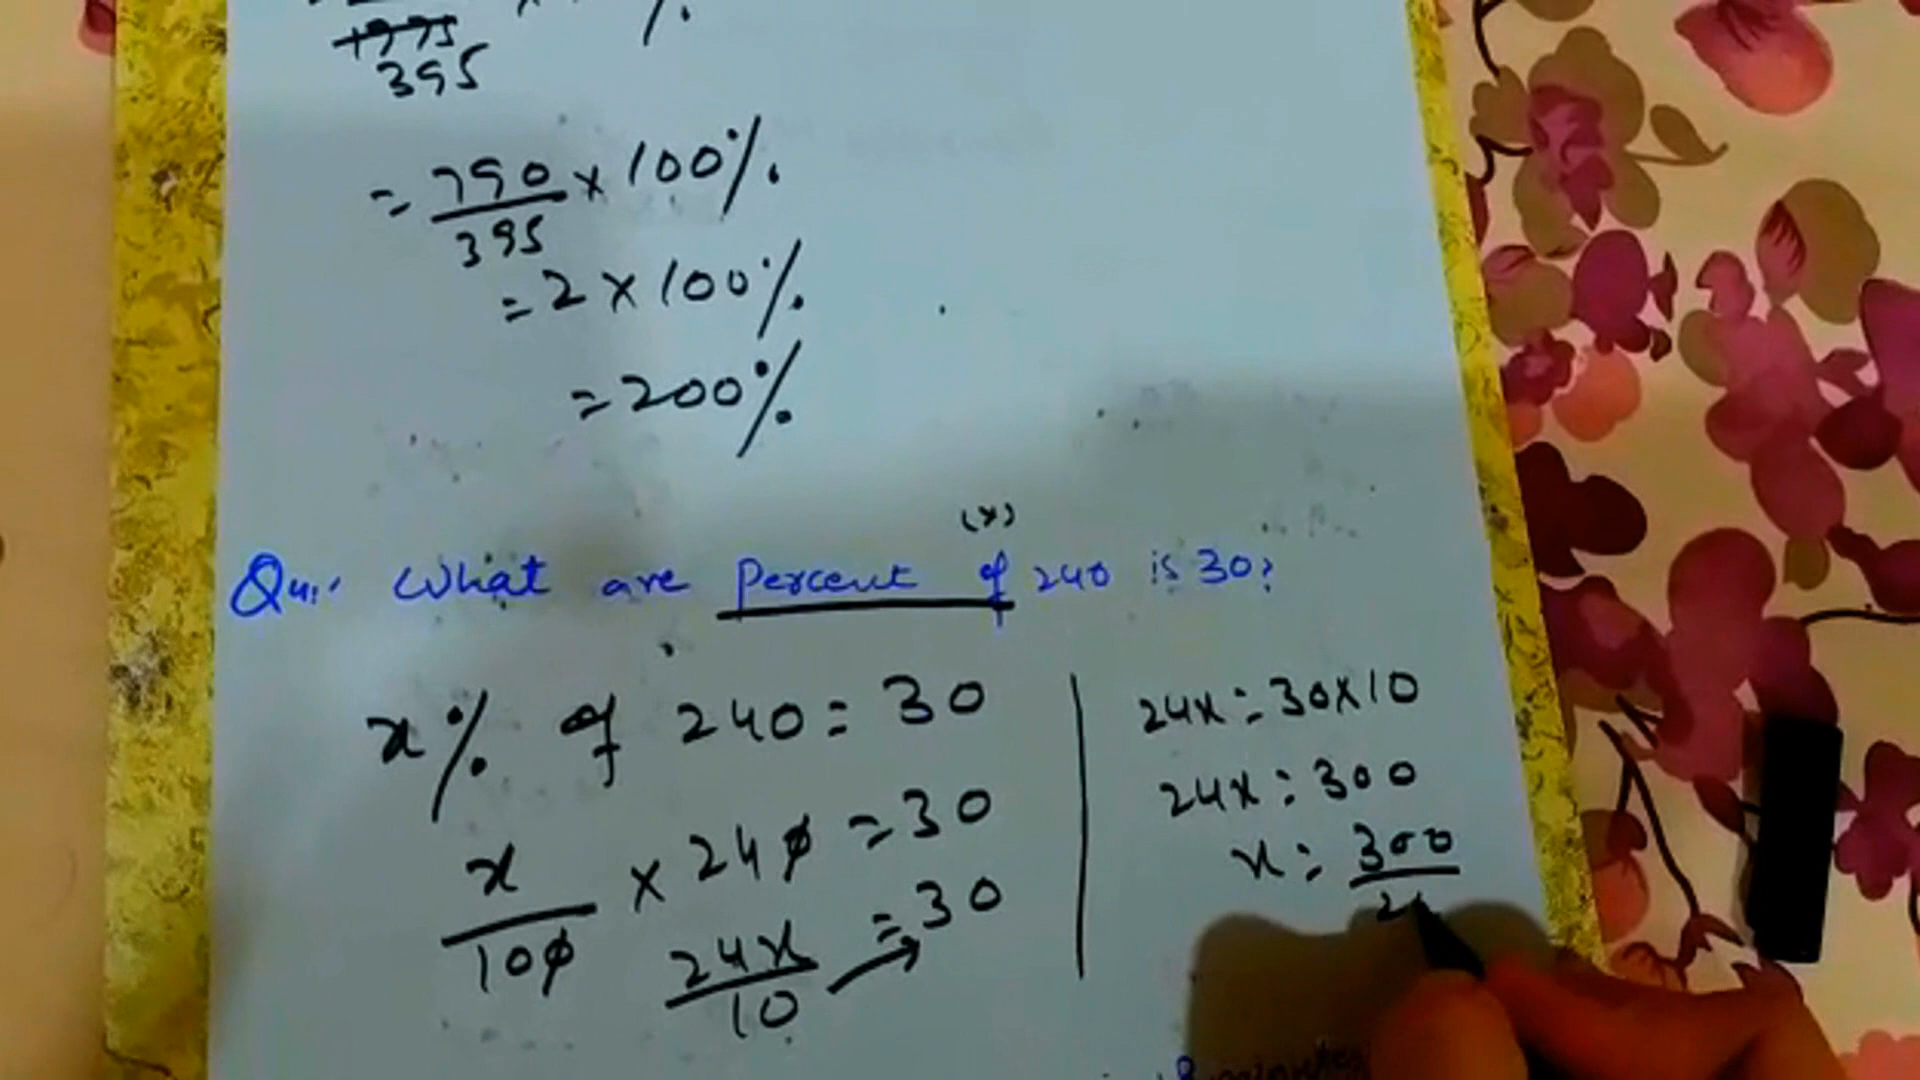 395
= 790/395 × 100%
= 2 × 100%
= 200%
(x)
Qu:. What are Percent of 240 is 30?
x% of 240 = 30
x/100 × 240 = 30
24x/10 = 30
24x = 30×10
24x = 300
x = 300/2